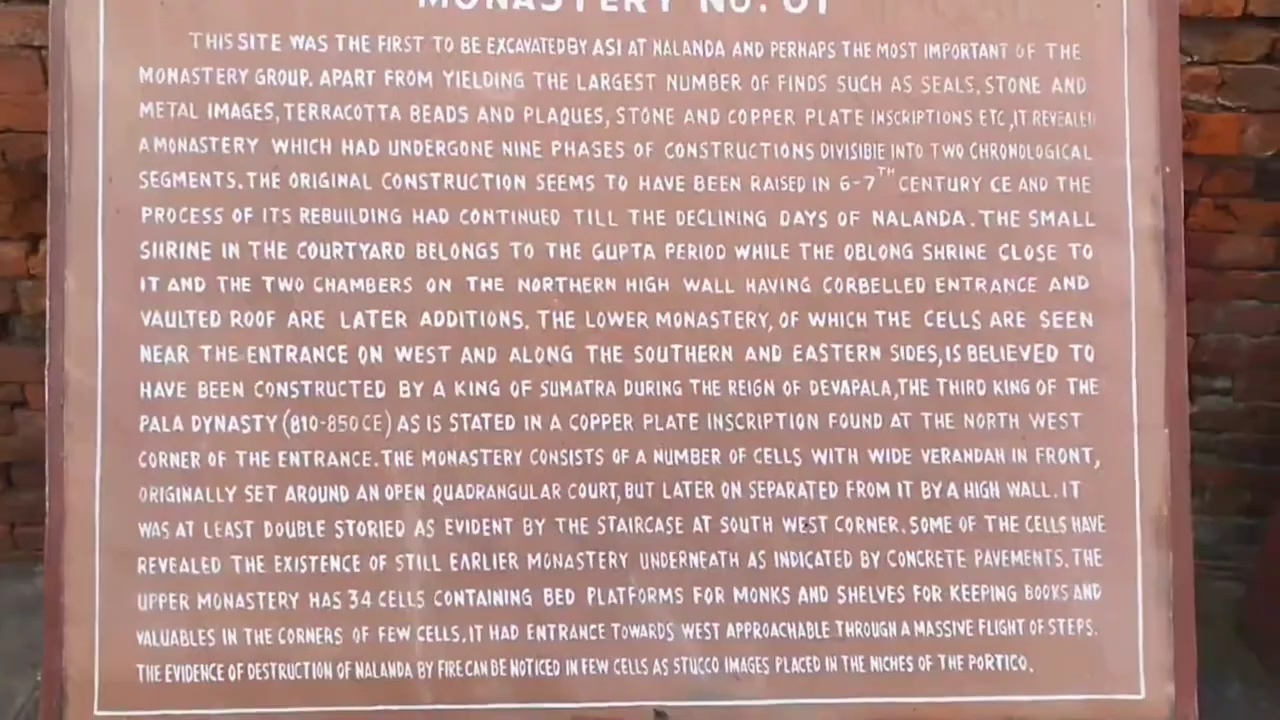 MONASTERY NO. 01
THIS SITE WAS THE FIRST TO BE EXCAVATED BY ASI AT NALANDA AND PERHAPS THE MOST IMPORTANT OF THE
MONASTERY GROUP. APART FROM YIELDING THE LARGEST NUMBER OF FINDS SUCH AS SEALS, STONE AND
METAL IMAGES, TERRACOTTA BEADS AND PLAQUES, STONE AND COPPER PLATE INSCRIPTIONS ETC, IT REVEALED
A MONASTERY WHICH HAD UNDERGONE NINE PHASES OF CONSTRUCTIONS DIVISIBIE INTO TWO CHRONOLOGICAL
SEGMENTS. THE ORIGINAL CONSTRUCTION SEEMS TO HAVE BEEN RAISED IN 6-7TH CENTURY CE AND THE
PROCESS OF ITS REBUILDING HAD CONTINUED TILL THE DECLINING DAYS OF NALANDA. THE SMALL
SHRINE IN THE COURTYARD BELONGS TO THE GUPTA PERIOD WHILE THE OBLONG SHRINE CLOSE TO
IT AND THE TWO CHAMBERS ON THE NORTHERN HIGH WALL HAVING CORBELLED ENTRANCE AND
VAULTED ROOF ARE LATER ADDITIONS. THE LOWER MONASTERY, OF WHICH THE CELLS ARE SEEN
NEAR THE ENTRANCE ON WEST AND ALONG THE SOUTHERN AND EASTERN SIDES, IS BELIEVED TO
HAVE BEEN CONSTRUCTED BY A KING OF SUMATRA DURING THE REIGN OF DEVAPALA, THE THIRD KING OF THE
PALA DYNASTY (810-850 CE) AS IS STATED IN A COPPER PLATE INSCRIPTION FOUND AT THE NORTH WEST
CORNER OF THE ENTRANCE. THE MONASTERY CONSISTS OF A NUMBER OF CELLS WITH WIDE VERANDAH IN FRONT,
ORIGINALLY SET AROUND AN OPEN QUADRANGULAR COURT, BUT LATER ON SEPARATED FROM IT BY A HIGH WALL. IT
WAS AT LEAST DOUBLE STORIED AS EVIDENT BY THE STAIRCASE AT SOUTH WEST CORNER. SOME OF THE CELLS HAVE
REVEALED THE EXISTENCE OF STILL EARLIER MONASTERY UNDERNEATH AS INDICATED BY CONCRETE PAVEMENTS. THE
UPPER MONASTERY HAS 34 CELLS CONTAINING BED PLATFORMS FOR MONKS AND SHELVES FOR KEEPING BOOKS AND
VALUABLES IN THE CORNERS OF FEW CELLS. IT HAD ENTRANCE TOWARDS WEST APPROACHABLE THROUGH A MASSIVE FLIGHT OF STEPS.
THE EVIDENCE OF DESTRUCTION OF NALANDA BY FIRE CAN BE NOTICED IN FEW CELLS AS STUCCO IMAGES PLACED IN THE NICHES OF THE PORTICO.